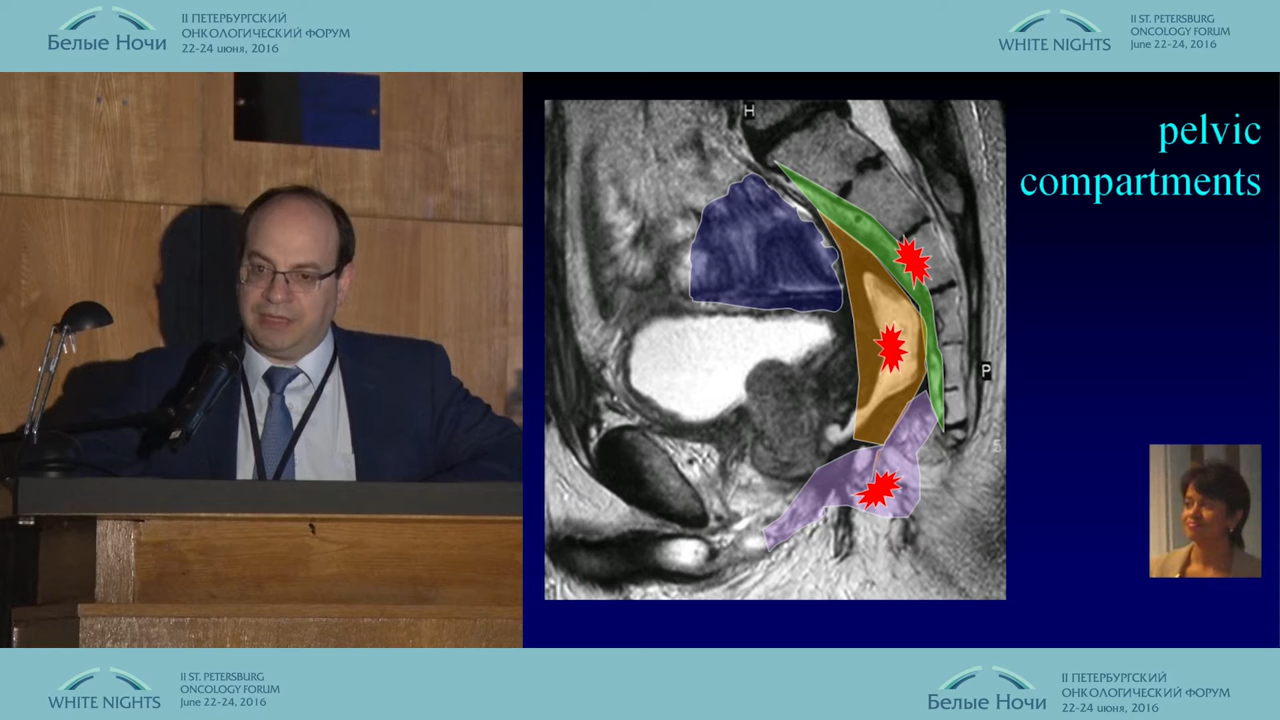 Белые Ночи
II ПЕТЕРБУРГСКИЙ
ОНКОЛОГИЧЕСКИЙ ФОРУМ
22-24 июня, 2016
WHITE NIGHTS
II ST. PETERSBURG
ONCOLOGY FORUM
June 22-24, 2016
H
pelvic
compartments
P
S
WHITE NIGHTS
II ST. PETERSBURG
ONCOLOGY FORUM
June 22-24, 2016
Белые Ночи
II ПЕТЕРБУРГСКИЙ
ОНКОЛОГИЧЕСКИЙ ФОРУМ
22-24 июня, 2016